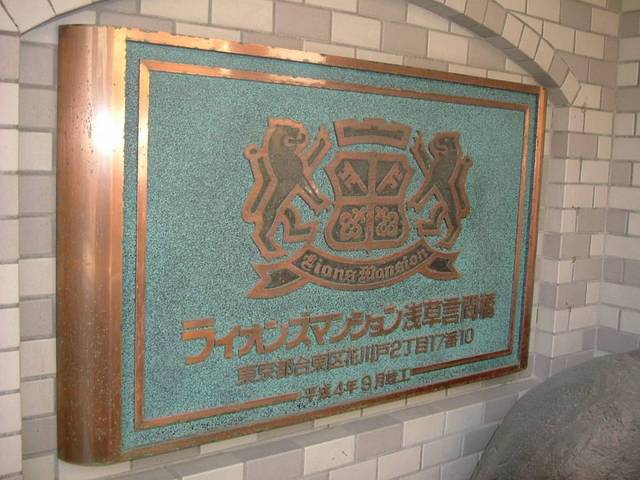 Lions Mansion
ライオンズマンション浅草言問橋
東京都台東区花川戸2丁目17番10
平成4年9月竣工